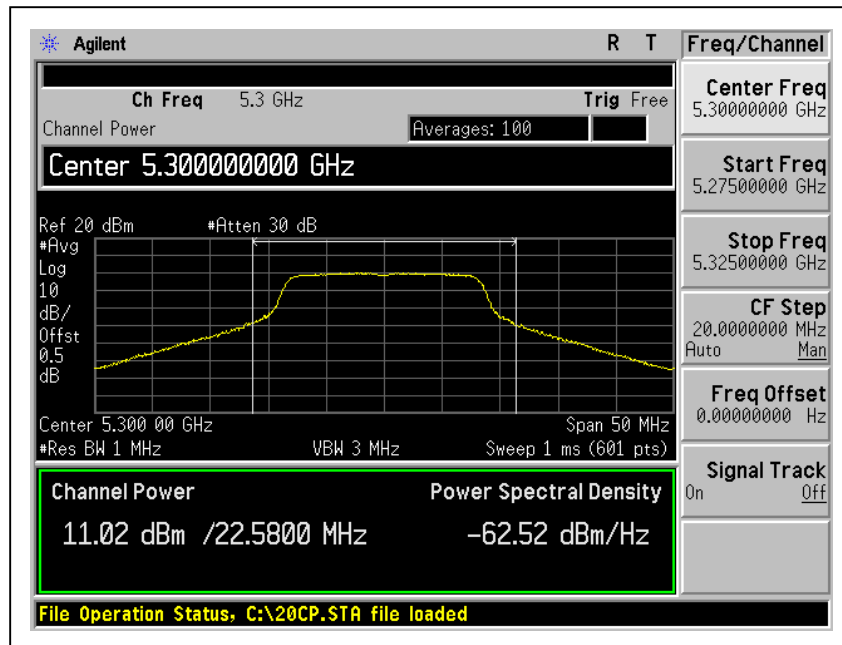 Agilent R T
Freq/Channel
Ch Freq 5.3 GHz Trig Free
Channel Power Averages: 100
Center 5.300000000 GHz
Ref 20 dBm #Atten 30 dB
#Avg
Log
10
dB/
Offst
0.5
dB
Center 5.300 00 GHz Span 50 MHz
#Res BW 1 MHz VBW 3 MHz Sweep 1 ms (601 pts)
Channel Power Power Spectral Density
11.02 dBm /22.5800 MHz -62.52 dBm/Hz
File Operation Status, C:\20CP.STA file loaded
Center Freq
5.30000000 GHz
Start Freq
5.27500000 GHz
Stop Freq
5.32500000 GHz
CF Step
20.0000000 MHz
Auto Man
Freq Offset
0.00000000 Hz
Signal Track
On Off